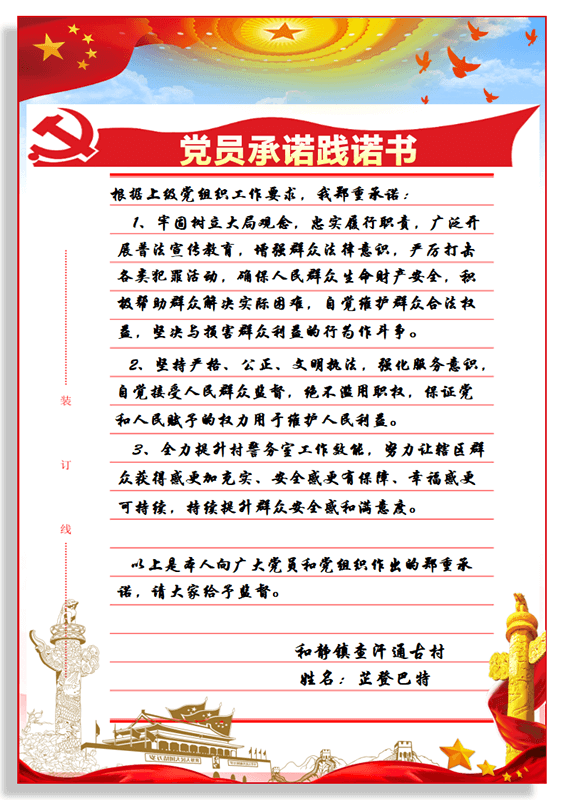 党员承诺践诺书
根据上级党组织工作要求，我郑重承诺：
1、牢固树立大局观念，忠实履行职责，广泛开
展普法宣传教育，增强群众法律意识，严厉打击
各类犯罪活动，确保人民群众生命财产安全，积
极帮助群众解决实际困难，自觉维护群众合法权
益，坚决与损害群众利益的行为作斗争。
2、坚持严格、公正、文明执法，强化服务意识，
自觉接受人民群众监督，绝不滥用职权，保证党
和人民赋予的权力用于维护人民利益。
3、全力提升村警务室工作效能，努力让辖区群
众获得感更加充实、安全感更有保障、幸福感更
可持续，持续提升群众安全感和满意度。
以上是本人向广大党员和党组织作出的郑重承
诺，请大家给予监督。
和静镇查汗通古村
姓名：芷登巴特
装
订
线